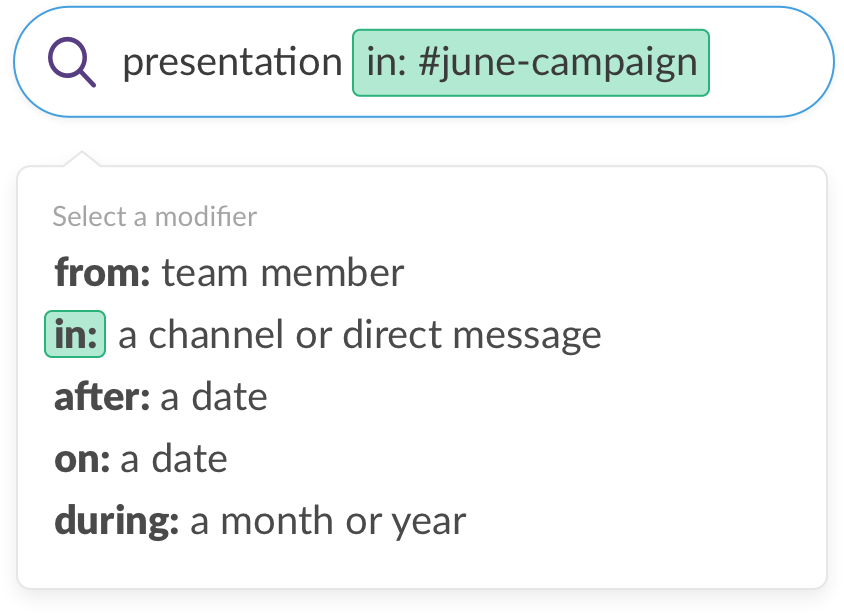 presentation in: #june-campaign
Select a modifier
from: team member
in: a channel or direct message
after: a date
on: a date
during: a month or year